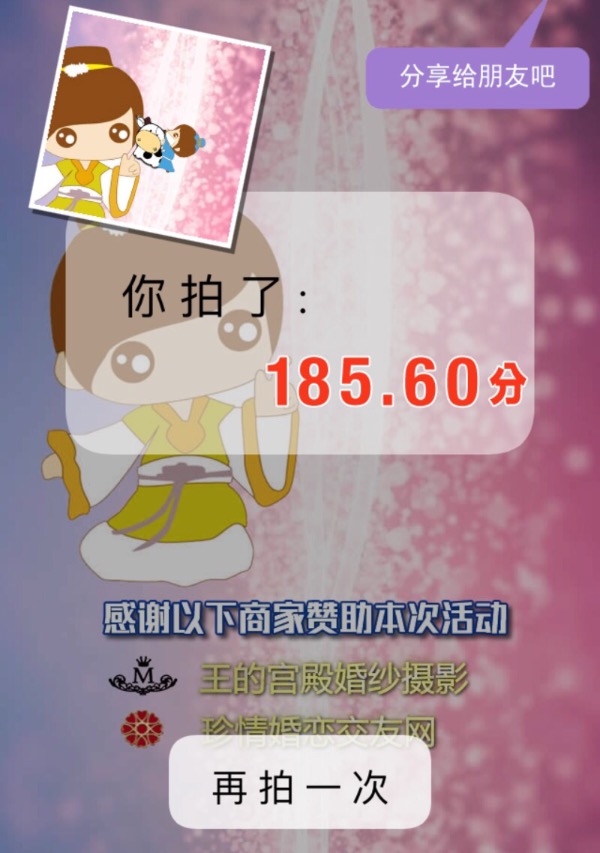 分享给朋友吧
你拍了:
185.60分
感谢以下商家赞助本次活动
M
王的宫殿婚纱摄影
珍情婚恋交友网
再拍一次